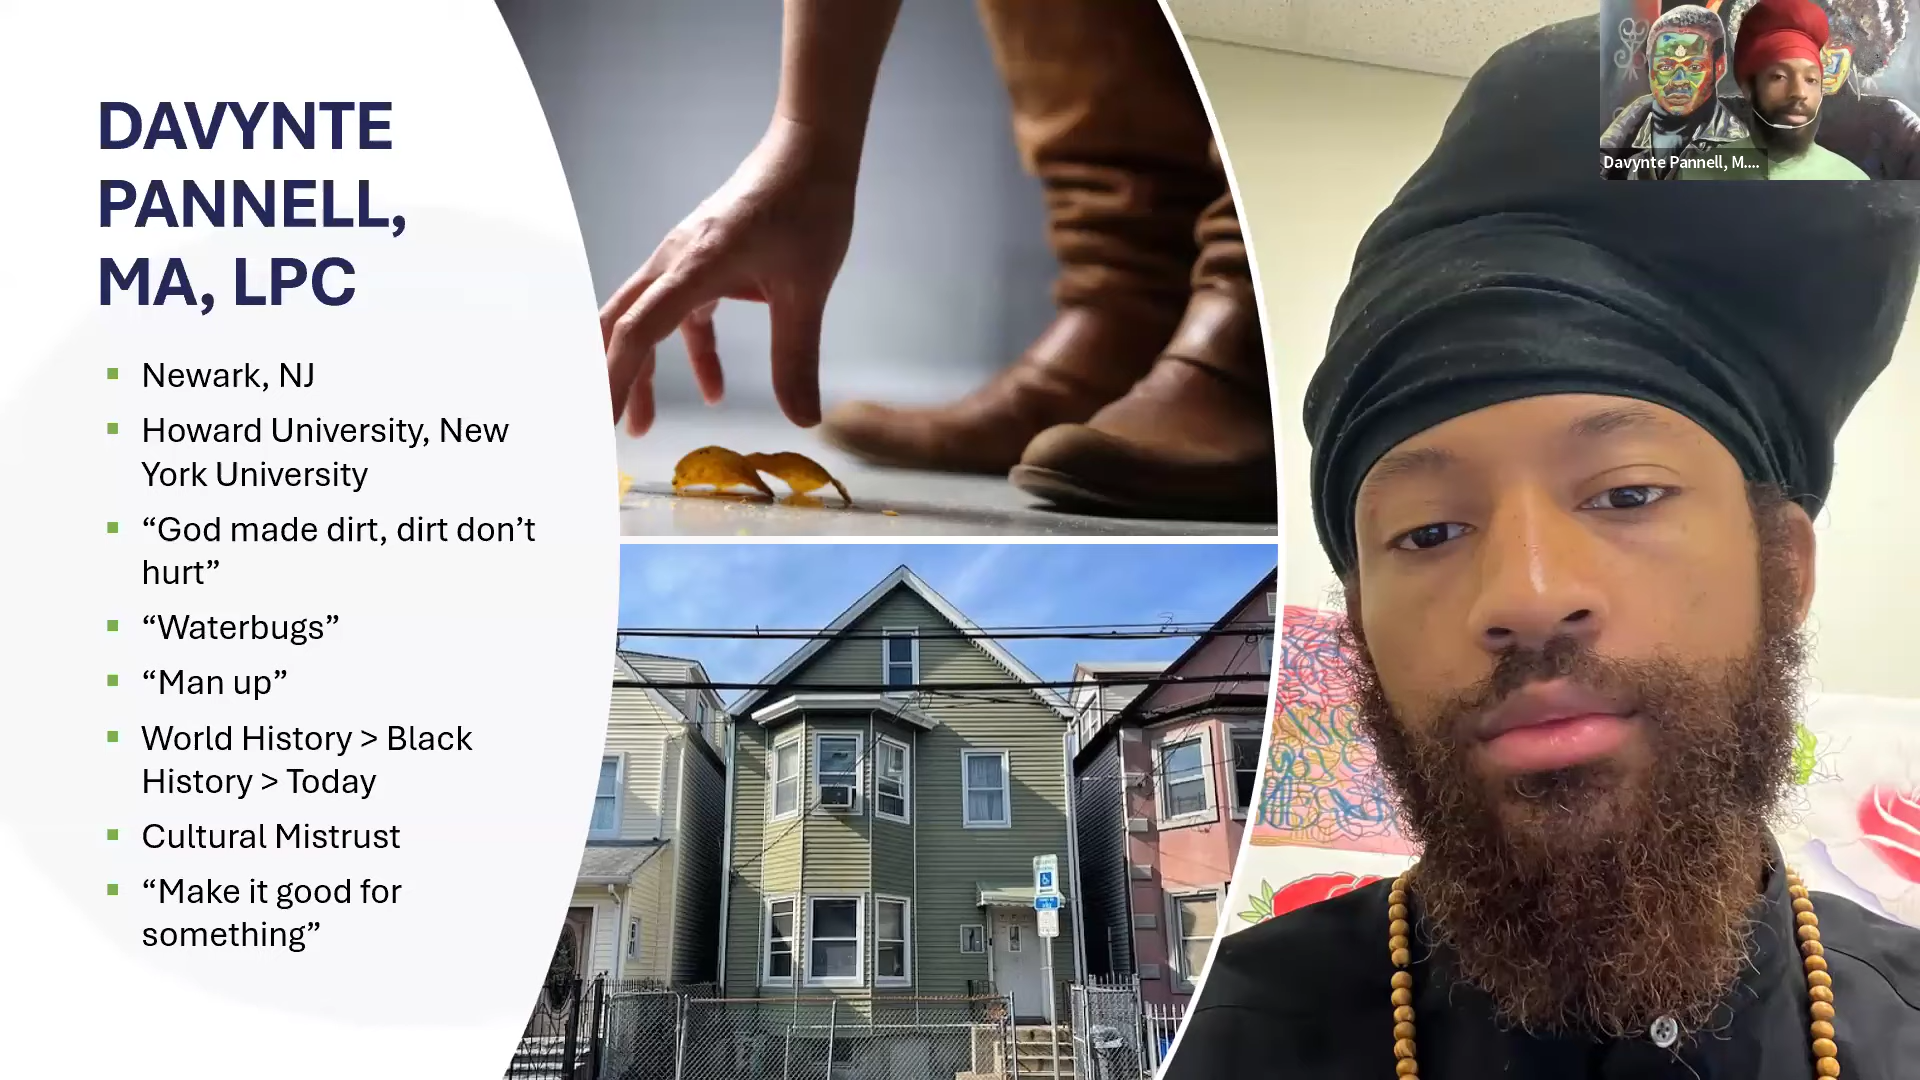 DAVYNTE
PANNELL,
MA, LPC
Newark, NJ
Howard University, New
York University
“God made dirt, dirt don’t
hurt”
“Waterbugs”
“Man up”
World History > Black
History > Today
Cultural Mistrust
“Make it good for
something”
Davynte Pannell, M....